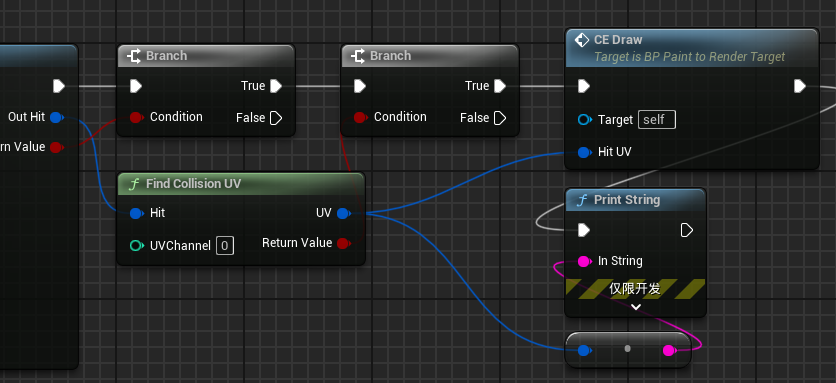 Out Hit
rn Value
Branch
True
Condition
False
Find Collision UV
Hit
UV
UVChannel 0
Return Value
Branch
True
Condition
False
CE Draw
Target is BP Paint to Render Target
Target self
Hit UV
Print String
In String
仅限开发